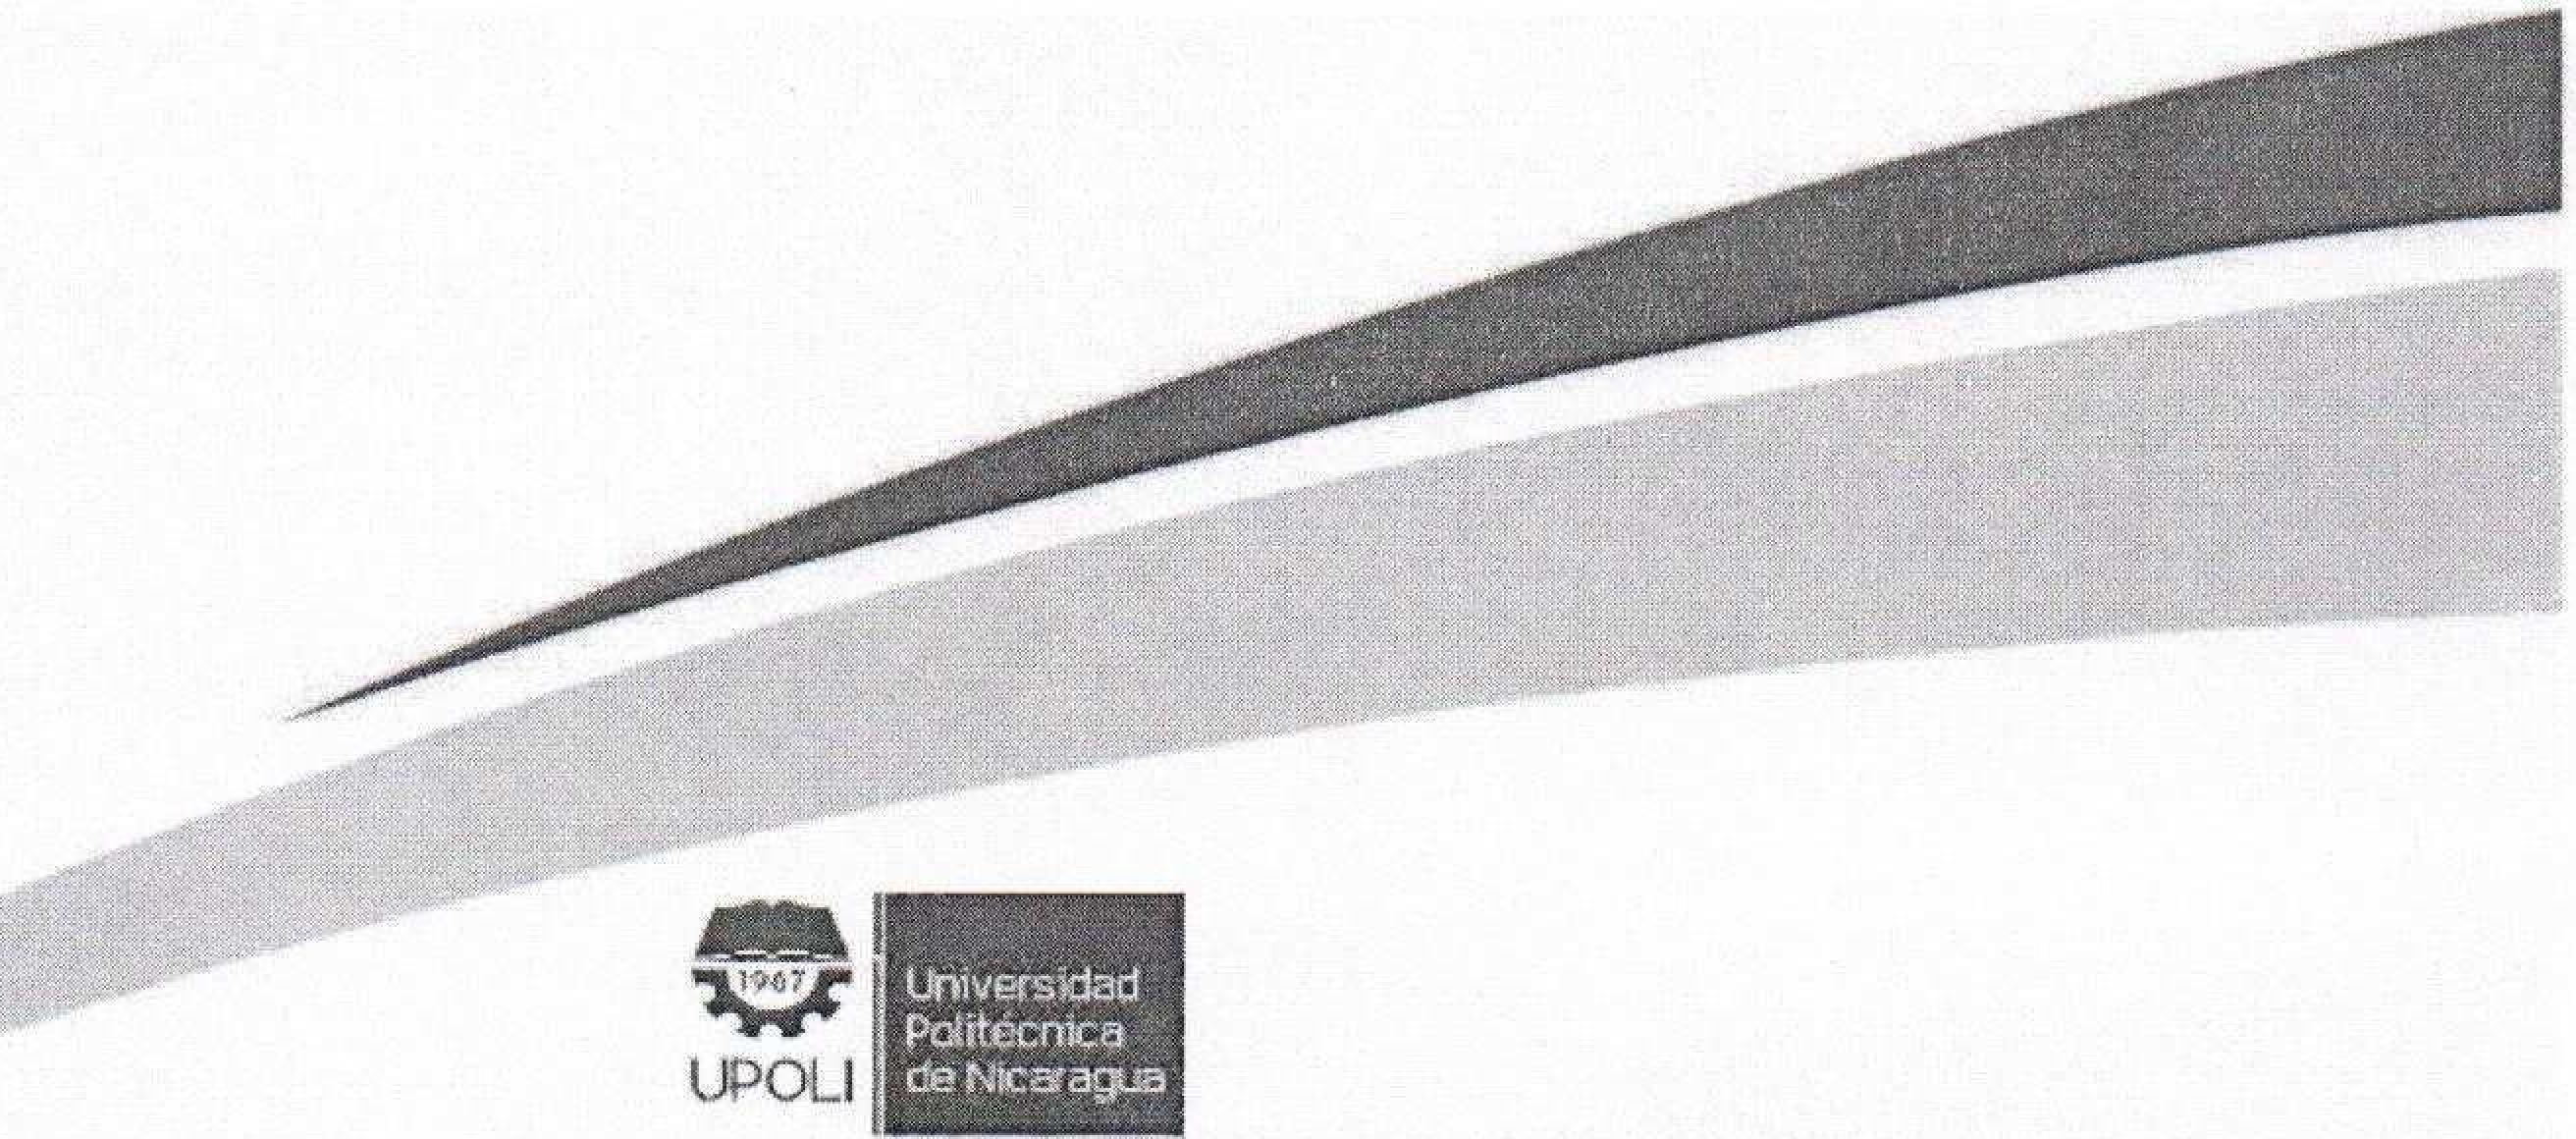 1967
UPOLI
Universidad
Politécnica
de Nicaragua